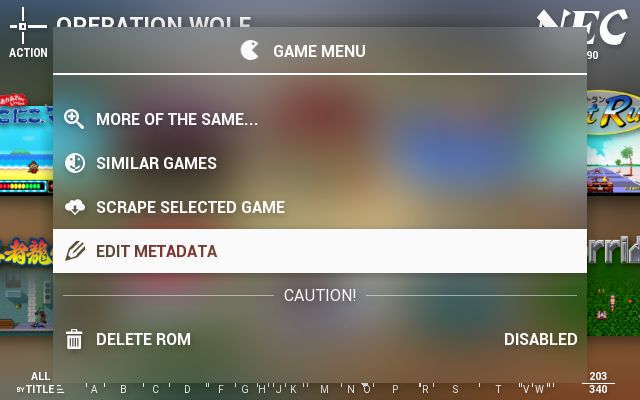 OPERATION WOLF
NEC
ACTION
90
GAME MENU
MORE OF THE SAME...
SIMILAR GAMES
SCRAPE SELECTED GAME
EDIT METADATA
CAUTION!
DELETE ROM DISABLED
ALL
BY TITLE
A B C D F G H J K M N O P R S T V W
203
340